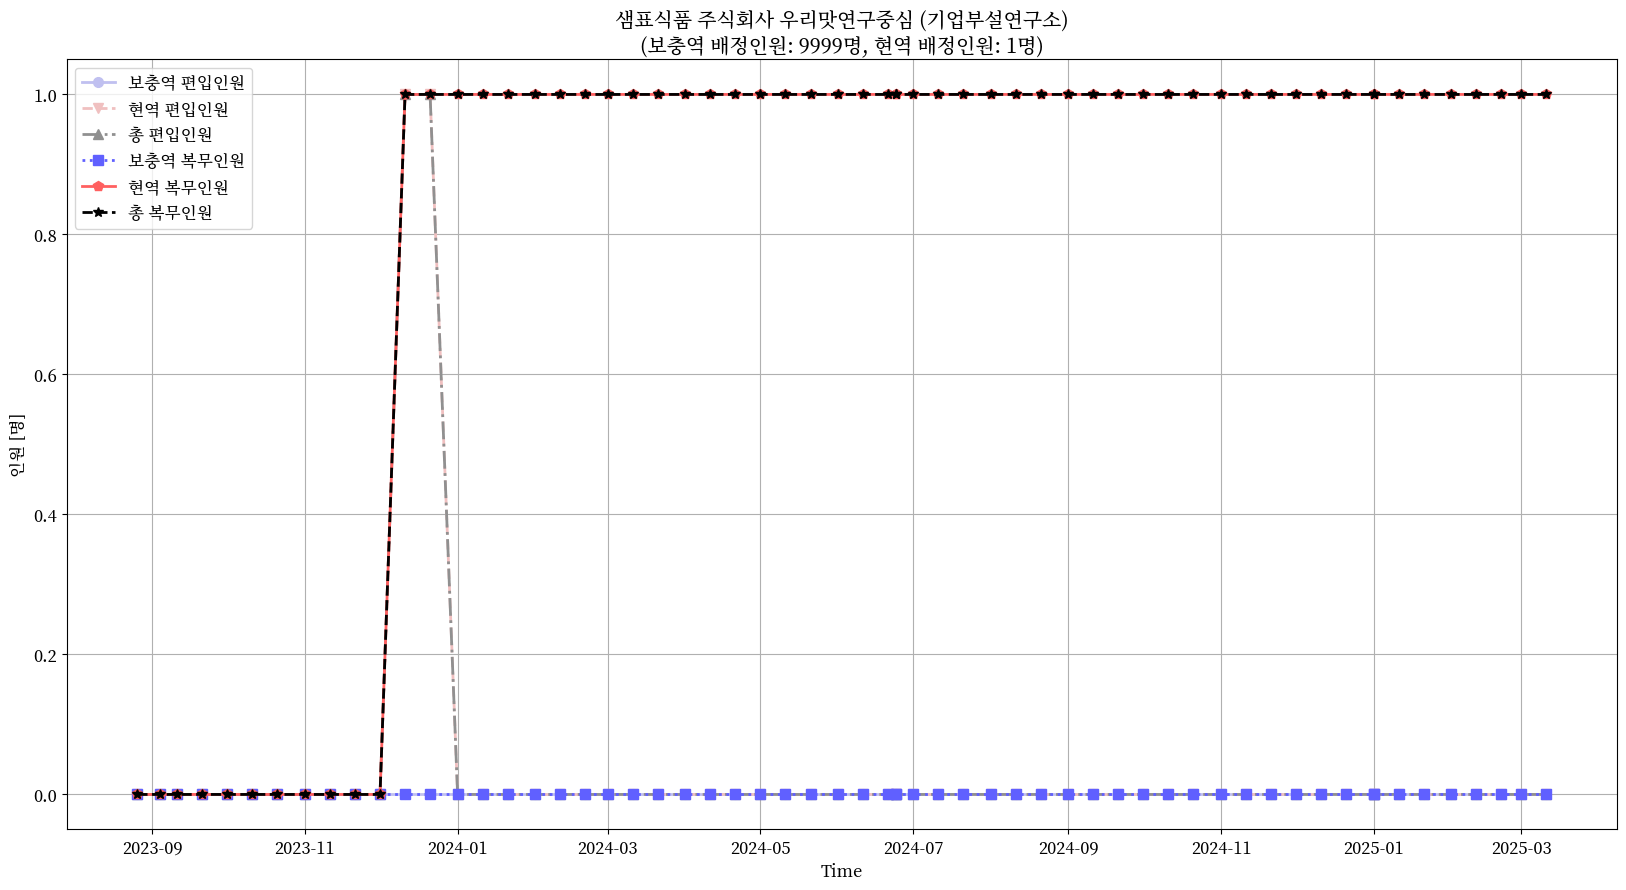 샘표식품 주식회사 우리맛연구중심 (기업부설연구소)
(보충역 배정인원: 9999명, 현역 배정인원: 1명)
보충역 편입인원
현역 편입인원
총 편입인원
보충역 복무인원
현역 복무인원
총 복무인원
인원 [명]
1.0
0.8
0.6
0.4
0.2
0.0
2023-09 2023-11 2024-01 2024-03 2024-05 2024-07 2024-09 2024-11 2025-01 2025-03
Time